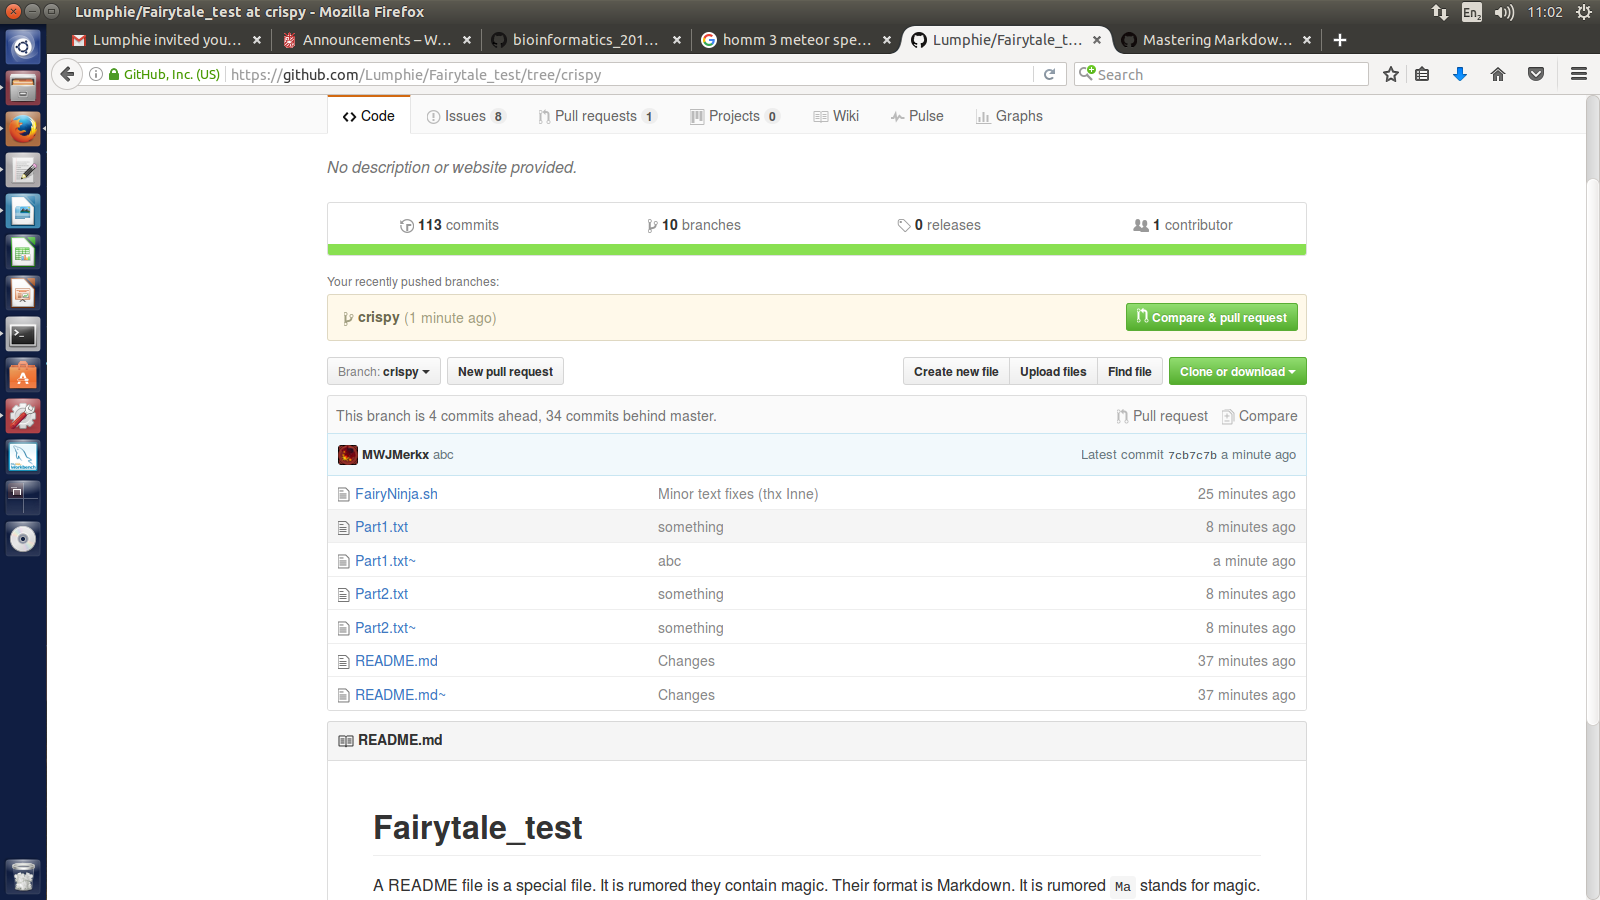 Lumphie/Fairytale_test at crispy - Mozilla Firefox
En2
11:02
Lumphie invited you...
Announcements – W...
bioinformatics_201...
homm 3 meteor spe...
Lumphie/Fairytale_t...
Mastering Markdown...
GitHub, Inc. (US)
https://github.com/Lumphie/Fairytale_test/tree/crispy
Search
Code
Issues 8
Pull requests 1
Projects 0
Wiki
Pulse
Graphs
No description or website provided.
113 commits
10 branches
0 releases
1 contributor
Your recently pushed branches:
crispy (1 minute ago)
Compare & pull request
Branch: crispy
New pull request
Create new file
Upload files
Find file
Clone or download
This branch is 4 commits ahead, 34 commits behind master.
Pull request
Compare
MWJMerkx abc
Latest commit 7cb7c7b a minute ago
FairyNinja.sh Minor text fixes (thx Inne) 25 minutes ago
Part1.txt something 8 minutes ago
Part1.txt~ abc a minute ago
Part2.txt something 8 minutes ago
Part2.txt~ something 8 minutes ago
README.md Changes 37 minutes ago
README.md~ Changes 37 minutes ago
README.md
Fairytale_test
A README file is a special file. It is rumored they contain magic. Their format is Markdown. It is rumored Ma stands for magic.